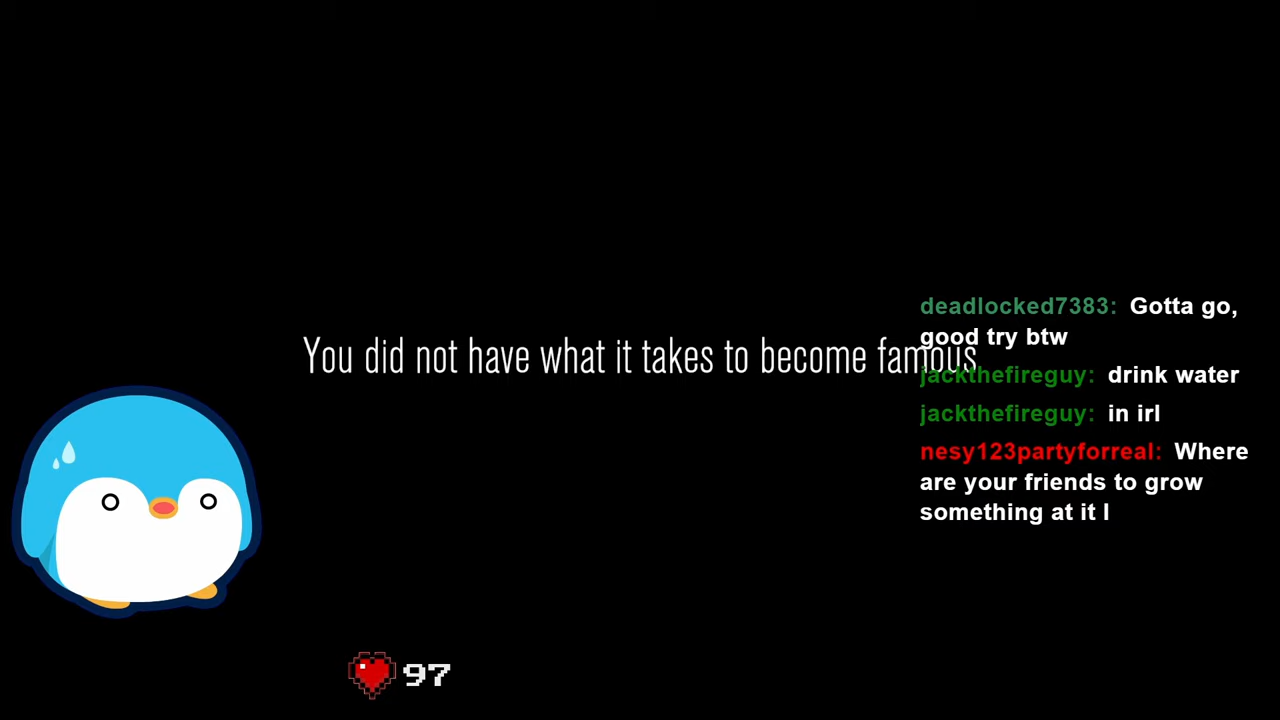 deadlocked7383: Gotta go,
good try btw
You did not have what it takes to become famous
jackthefireguy: drink water
jackthefireguy: in irl
nesy123partyforreal: Where
are your friends to grow
something at it I
97